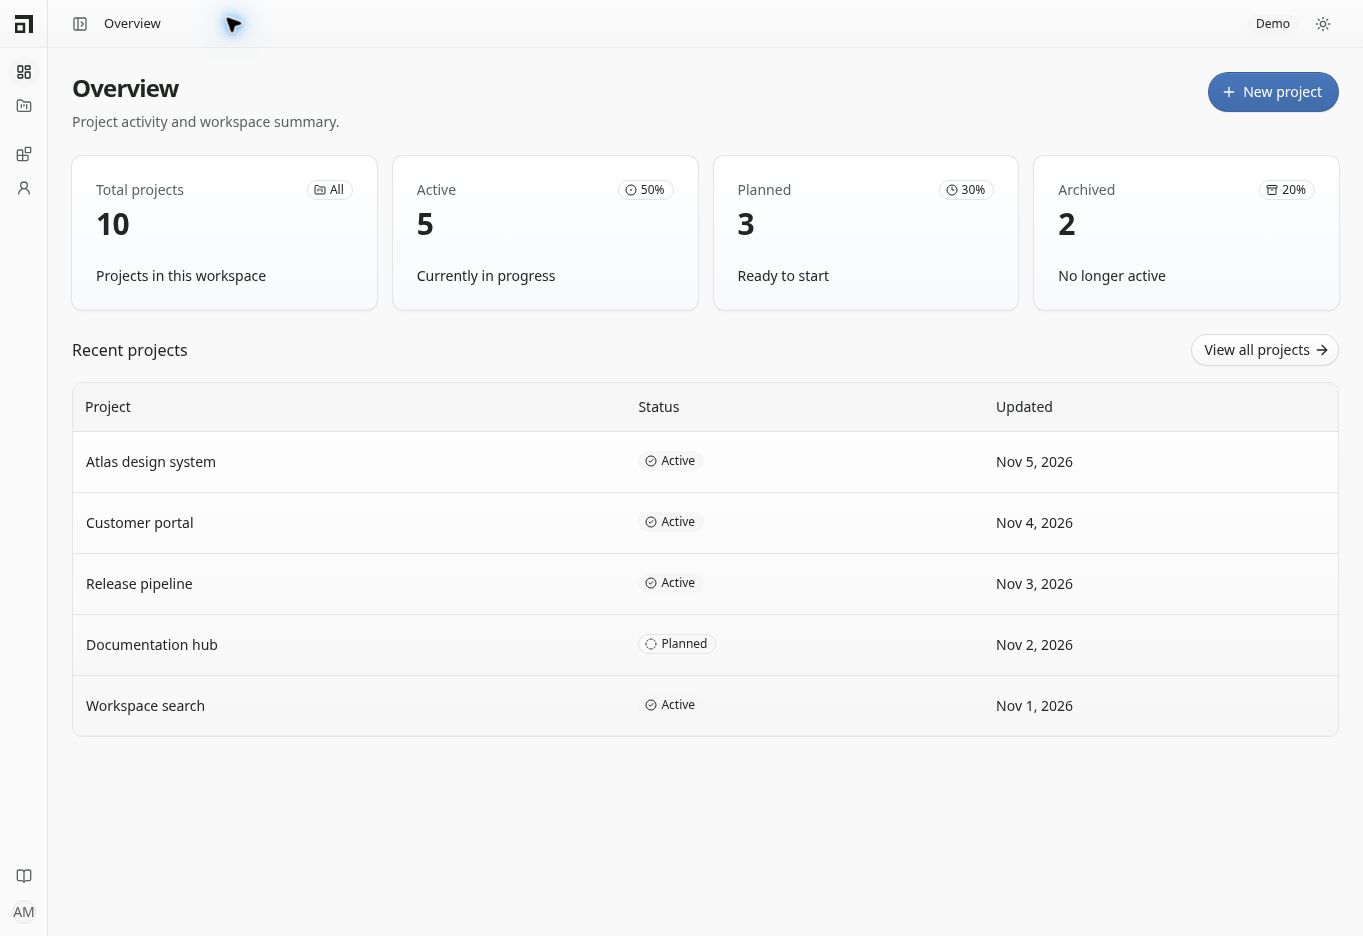 Overview
Demo
Overview
New project
Project activity and workspace summary.
Total projects
All
10
Projects in this workspace
Active
50%
5
Currently in progress
Planned
30%
3
Ready to start
Archived
20%
2
No longer active
Recent projects
View all projects
Project Status Updated
Atlas design system Active Nov 5, 2026
Customer portal Active Nov 4, 2026
Release pipeline Active Nov 3, 2026
Documentation hub Planned Nov 2, 2026
Workspace search Active Nov 1, 2026
AM